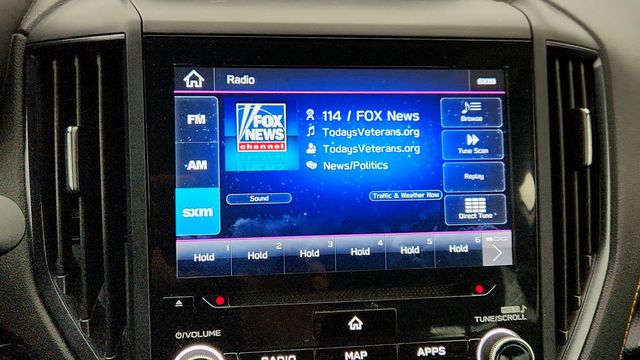 Radio
sxm
FM
AM
sxm
FOX
NEWS
channel
114 / FOX News
TodaysVeterans.org
TodaysVeterans.org
News/Politics
Sound
Traffic & Weather Now
Browse
Tune Scan
Replay
Direct Tune
1 2 3 4 5 6
Hold Hold Hold Hold Hold Hold
VOLUME
TUNE/SCROLL
RADIO
MAP
APPS